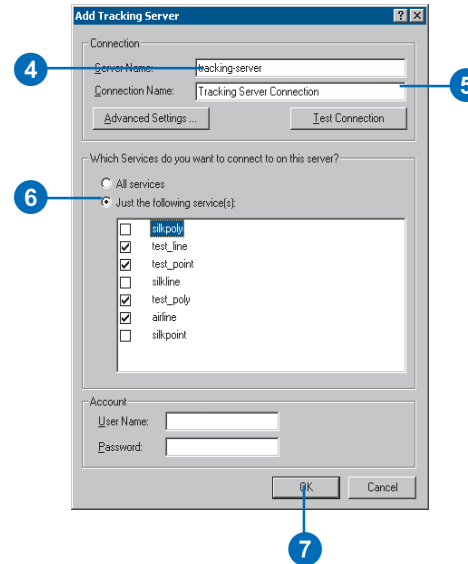 Add Tracking Server
Connection
4
Server Name: tracking-server
5
Connection Name: Tracking Server Connection
Advanced Settings ... Test Connection
Which Services do you want to connect to on this server?
All services
6
Just the following service(s):
silkpoly
test_line
test_point
silkline
test_poly
airline
silkpoint
Account
User Name:
Password:
OK Cancel
7